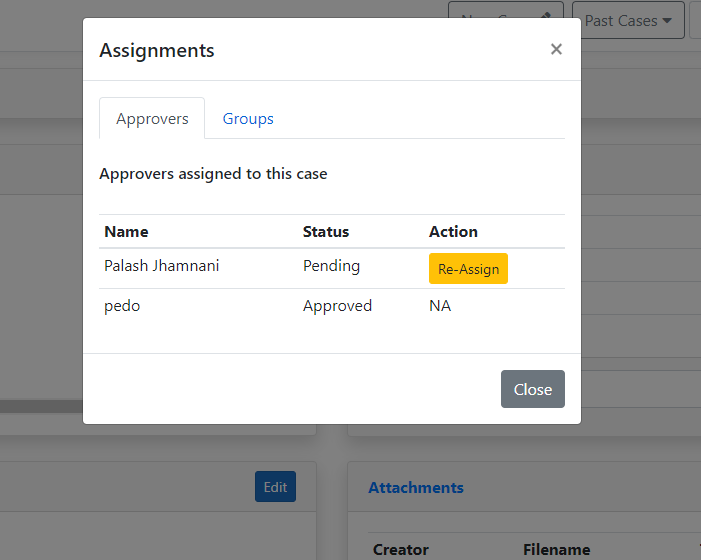 Past Cases
Assignments
×
Approvers
Groups
Approvers assigned to this case
Name Status Action
Palash Jhamnani Pending Re-Assign
pedo Approved NA
Close
Edit
Attachments
Creator Filename